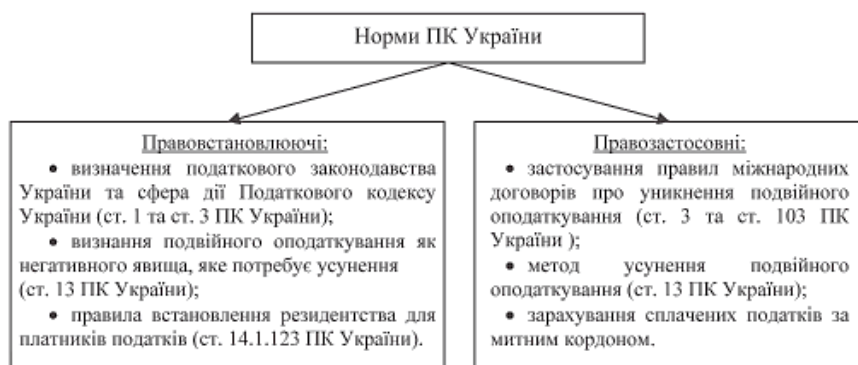 Норми ПК України
Правовстановлюючі:
• визначення податкового законодавства
України та сфера дії Податкового кодексу
України (ст. 1 та ст. 3 ПК України);
• визнання подвійного оподаткування як
негативного явища, яке потребує усунення
(ст. 13 ПК України);
• правила встановлення резидентства для
платників податків (ст. 14.1.123 ПК України).
Правозастосовні:
• застосування правил міжнародних
договорів про уникнення подвійного
оподаткування (ст. 3 та ст. 103 ПК
України );
• метод усунення подвійного
оподаткування (ст. 13 ПК України);
• зарахування сплачених податків за
митним кордоном.